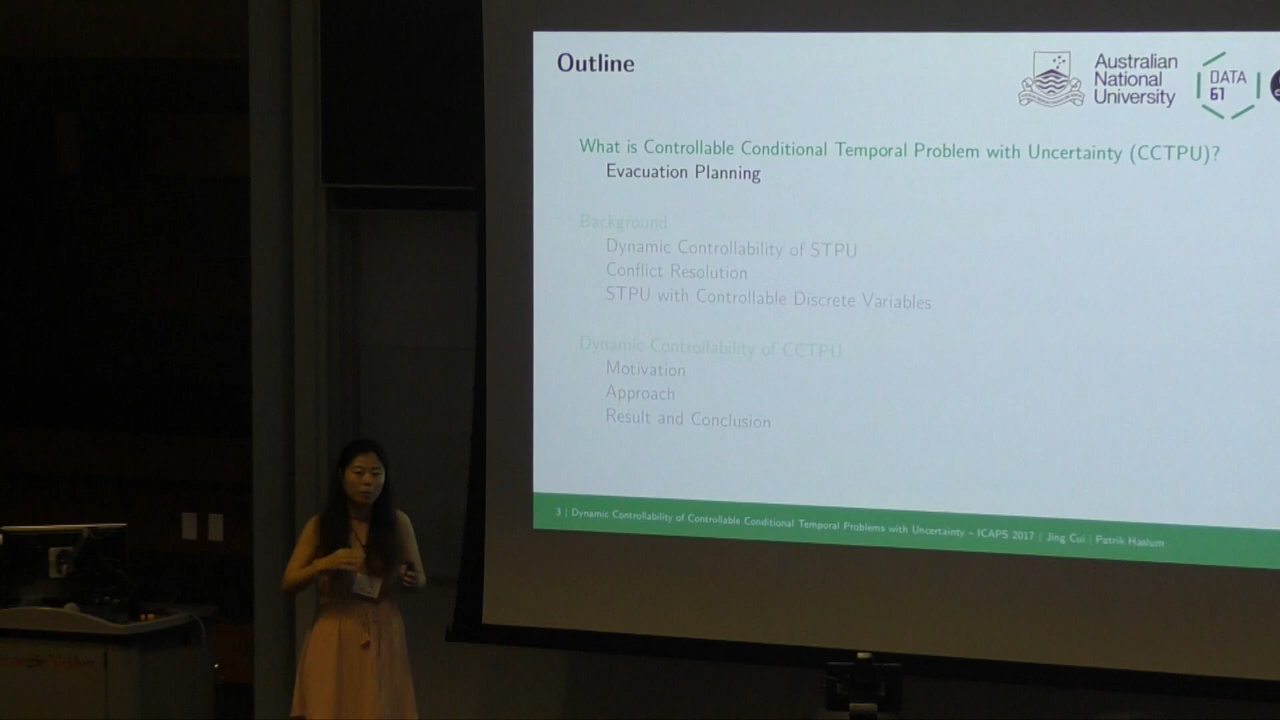 Outline
Australian
National
University
DATA
61
What is Controllable Conditional Temporal Problem with Uncertainty (CCTPU)?
Evacuation Planning
Background
Dynamic Controllability of STPU
Conflict Resolution
STPU with Controllable Discrete Variables
Dynamic Controllability of CCTPU
Motivation
Approach
Result and Conclusion
3 | Dynamic Controllability of Controllable Conditional Temporal Problems with Uncertainty – ICAPS 2017 | Jing Cui | Patrik Haslum
Carnegie Mellon